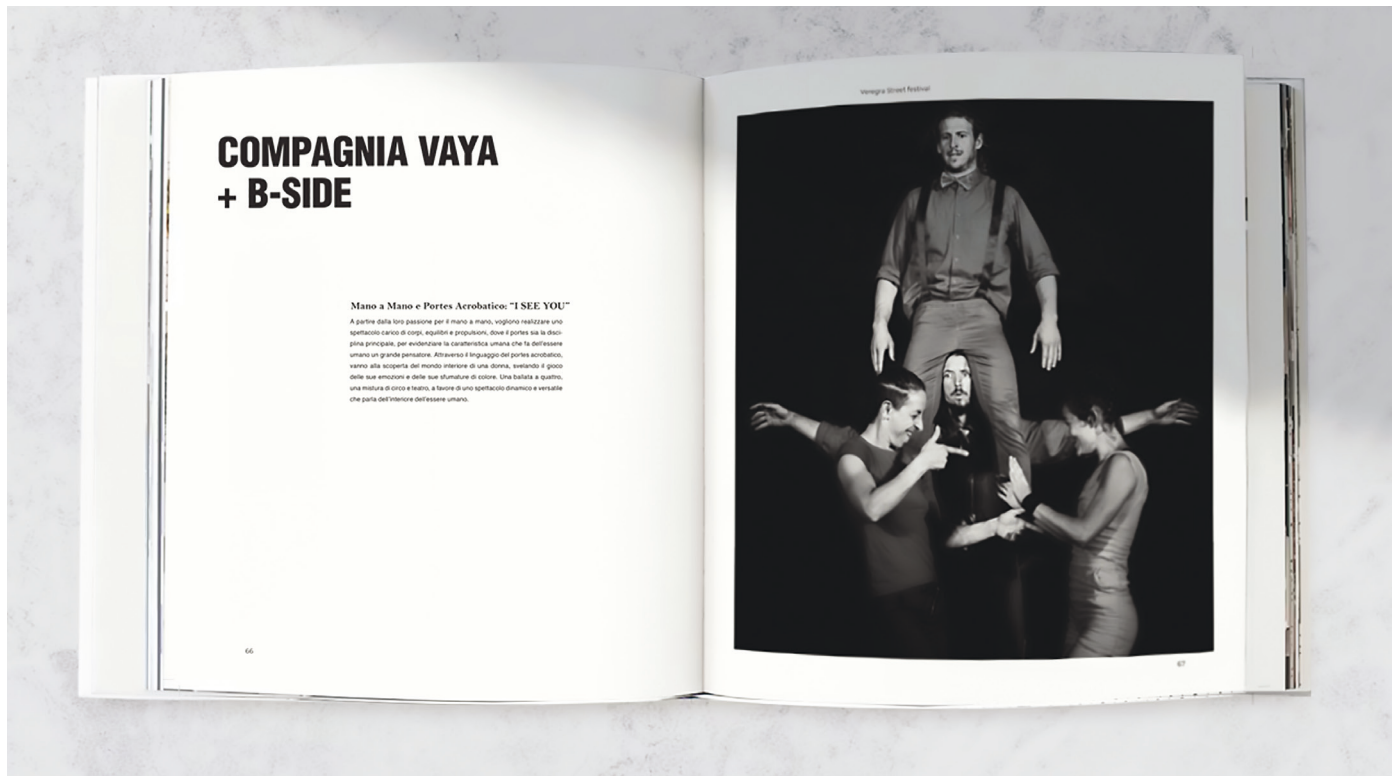 COMPAGNIA VAYA
+ B-SIDE
Mano a Mano e Portes Acrobatico: "I SEE YOU"
A partire dalla loro passione per il mano a mano, vogliono realizzare uno
spettacolo carico di corpi, equilibri e propulsioni, dove il portes sia la disci-
plina principale, per evidenziare la caratteristica umana che fa dell'essere
umano un grande pensatore. Attraverso il linguaggio del portes acrobatico,
vanno alla scoperta del mondo interiore di una donna, svelando il gioco
delle sue emozioni e delle sue sfumature di colore. Una ballata a quattro,
una mistura di circo e teatro, a favore di uno spettacolo dinamico e versatile
che parla dell'interiore dell'essere umano.
66
Veregra Street festival
67